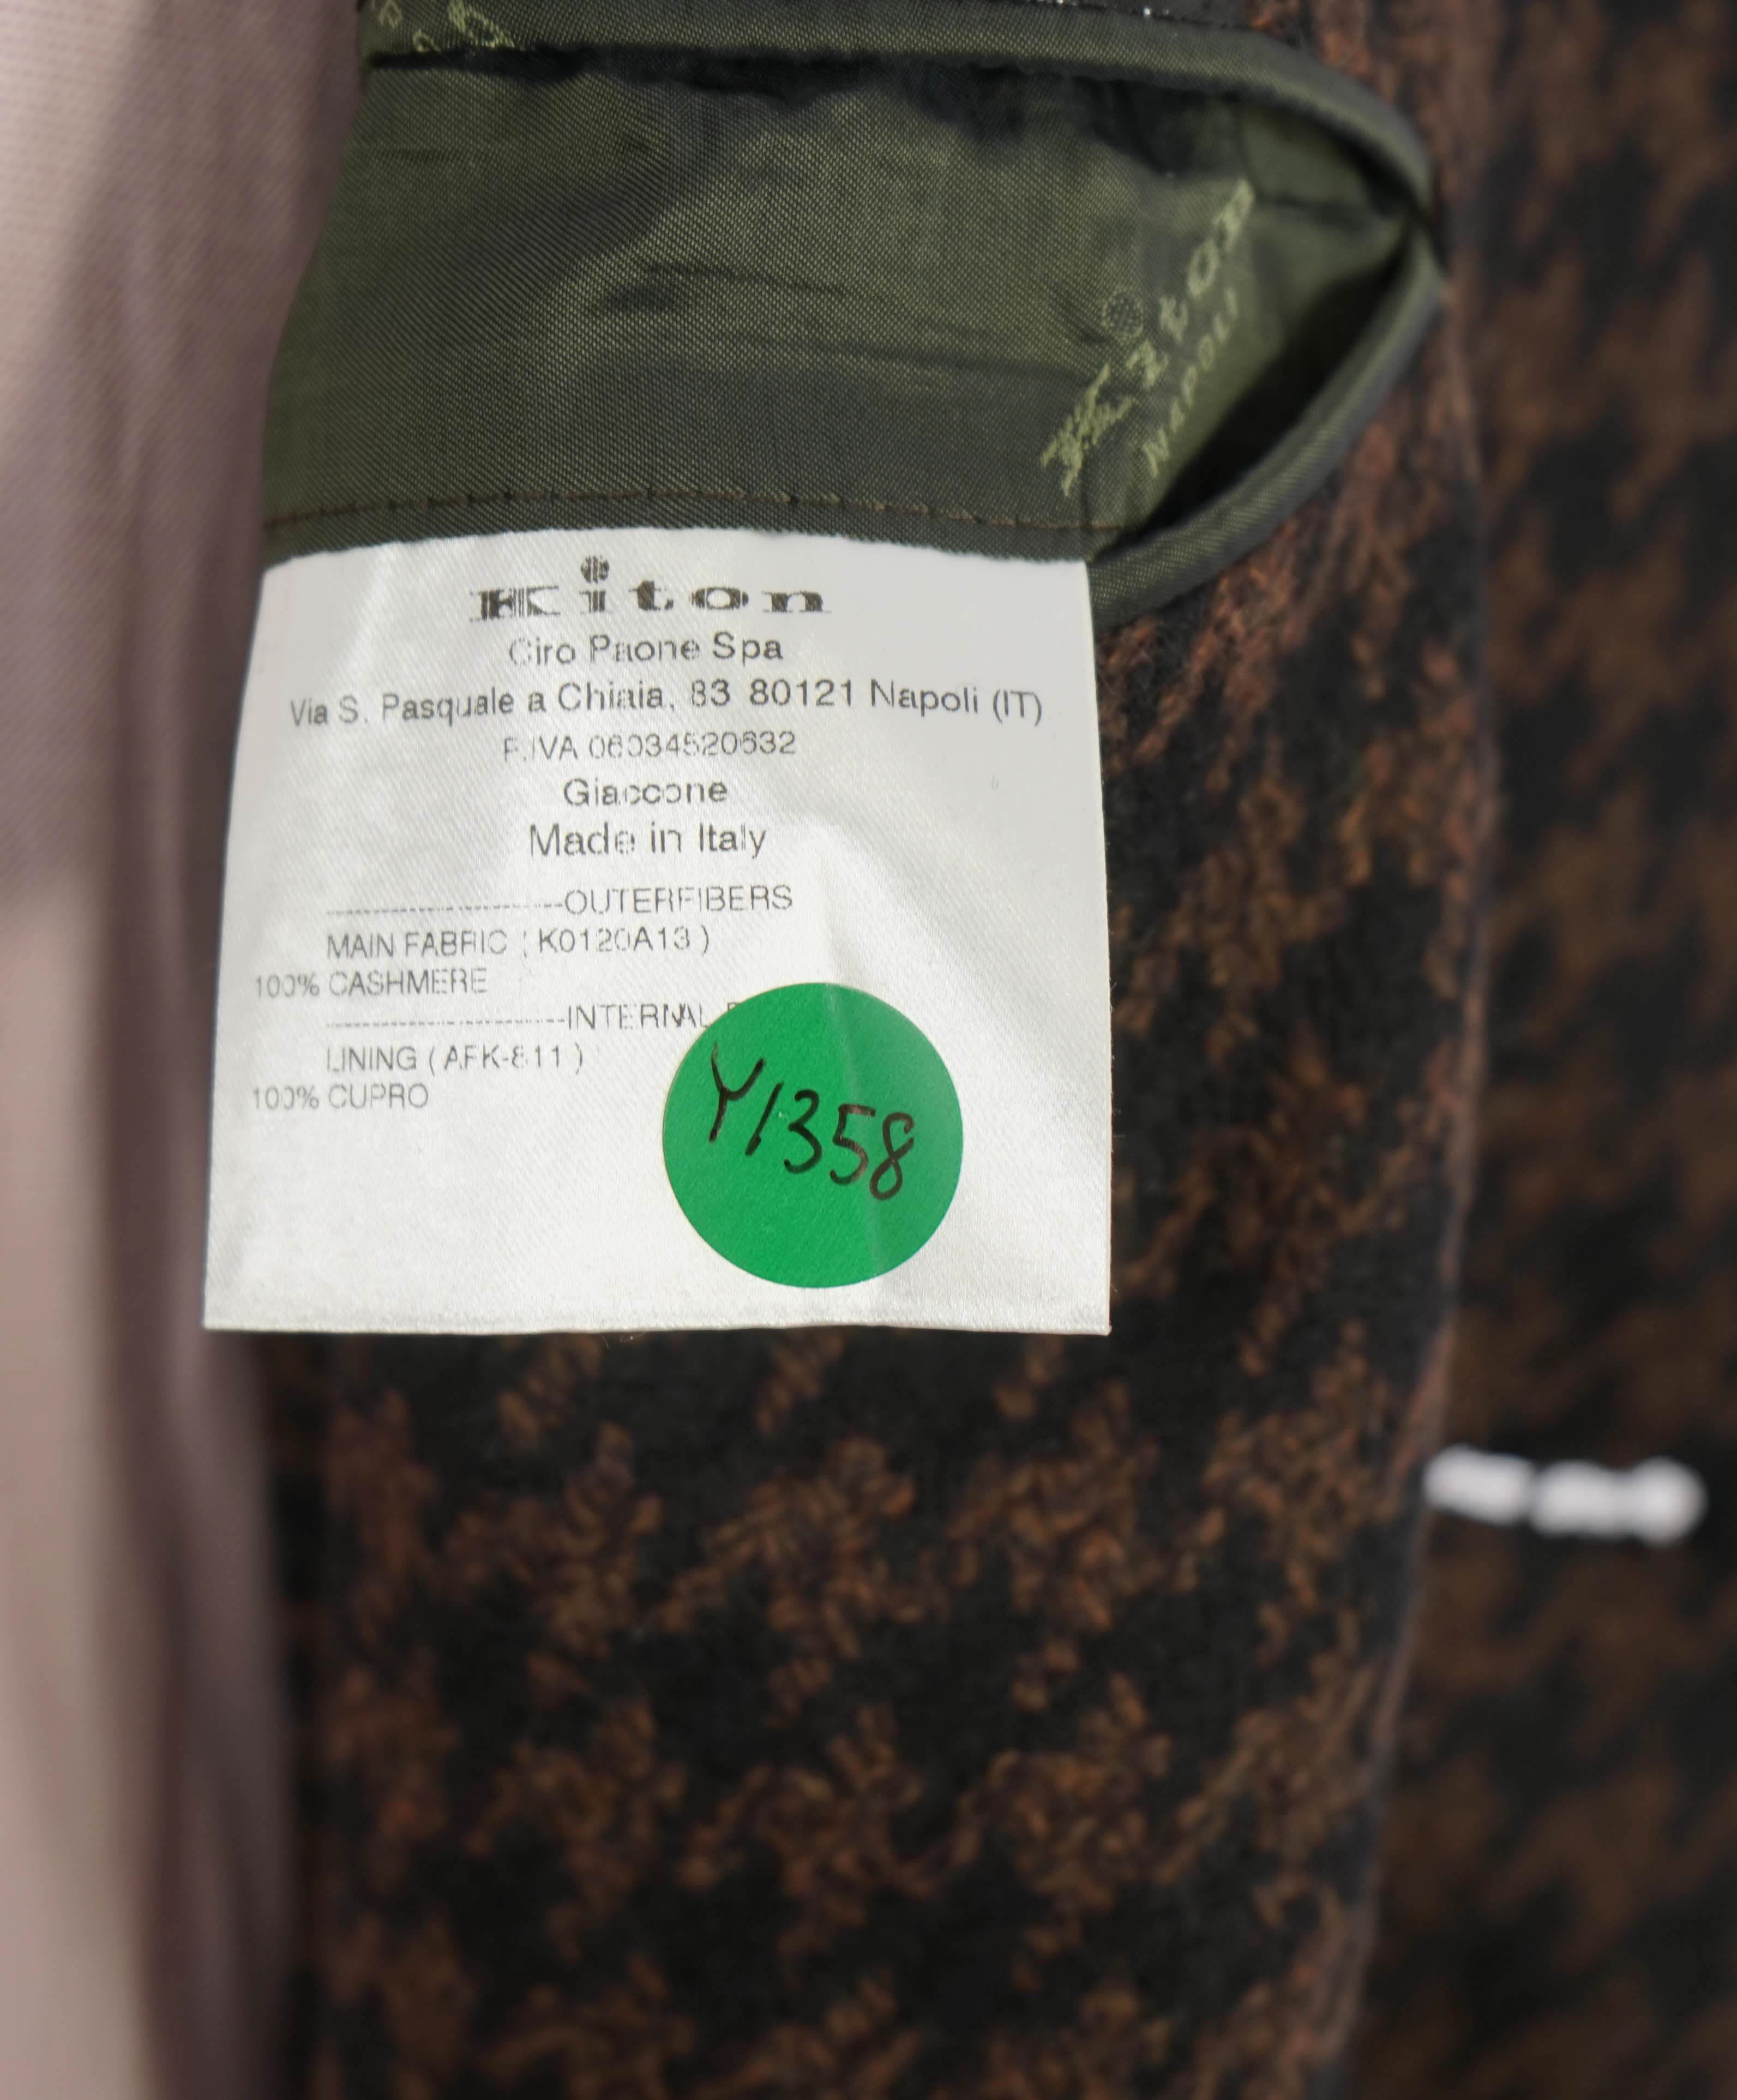 Kiton
NAPOLI
Kiton
Ciro Paone Spa
Via S. Pasquale a Chiaia, 83 80121 Napoli (IT)
P.IVA 06034520632
Giaccone
Made in Italy
------------------------OUTERFIBERS
MAIN FABRIC ( K0120A13 )
100% CASHMERE
------------------------INTERNAL
LINING ( AFK-811 )
100% CUPRO
Y1358